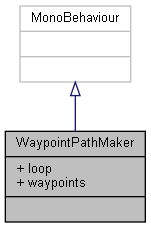 MonoBehaviour
WaypointPathMaker
+ loop
+ waypoints